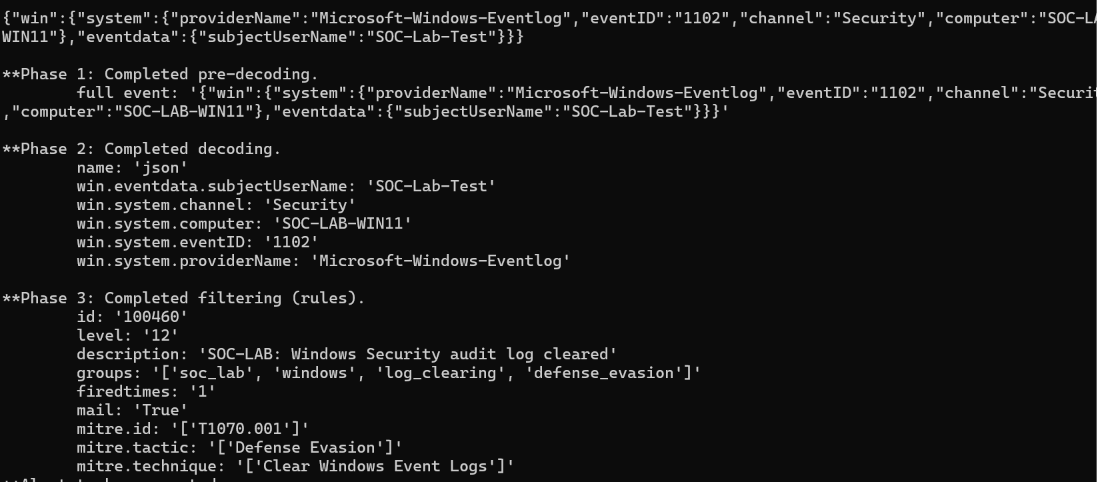 {"win":{"system":{"providerName":"Microsoft-Windows-Eventlog","eventID":"1102","channel":"Security","computer":"SOC-LA
WIN11"},"eventdata":{"subjectUserName":"SOC-Lab-Test"}}}
**Phase 1: Completed pre-decoding.
full event: '{"win":{"system":{"providerName":"Microsoft-Windows-Eventlog","eventID":"1102","channel":"Securit
,"computer":"SOC-LAB-WIN11"},"eventdata":{"subjectUserName":"SOC-Lab-Test"}}}'
**Phase 2: Completed decoding.
name: 'json'
win.eventdata.subjectUserName: 'SOC-Lab-Test'
win.system.channel: 'Security'
win.system.computer: 'SOC-LAB-WIN11'
win.system.eventID: '1102'
win.system.providerName: 'Microsoft-Windows-Eventlog'
**Phase 3: Completed filtering (rules).
id: '100460'
level: '12'
description: 'SOC-LAB: Windows Security audit log cleared'
groups: '['soc_lab', 'windows', 'log_clearing', 'defense_evasion']'
firedtimes: '1'
mail: 'True'
mitre.id: '['T1070.001']'
mitre.tactic: '['Defense Evasion']'
mitre.technique: '['Clear Windows Event Logs']'